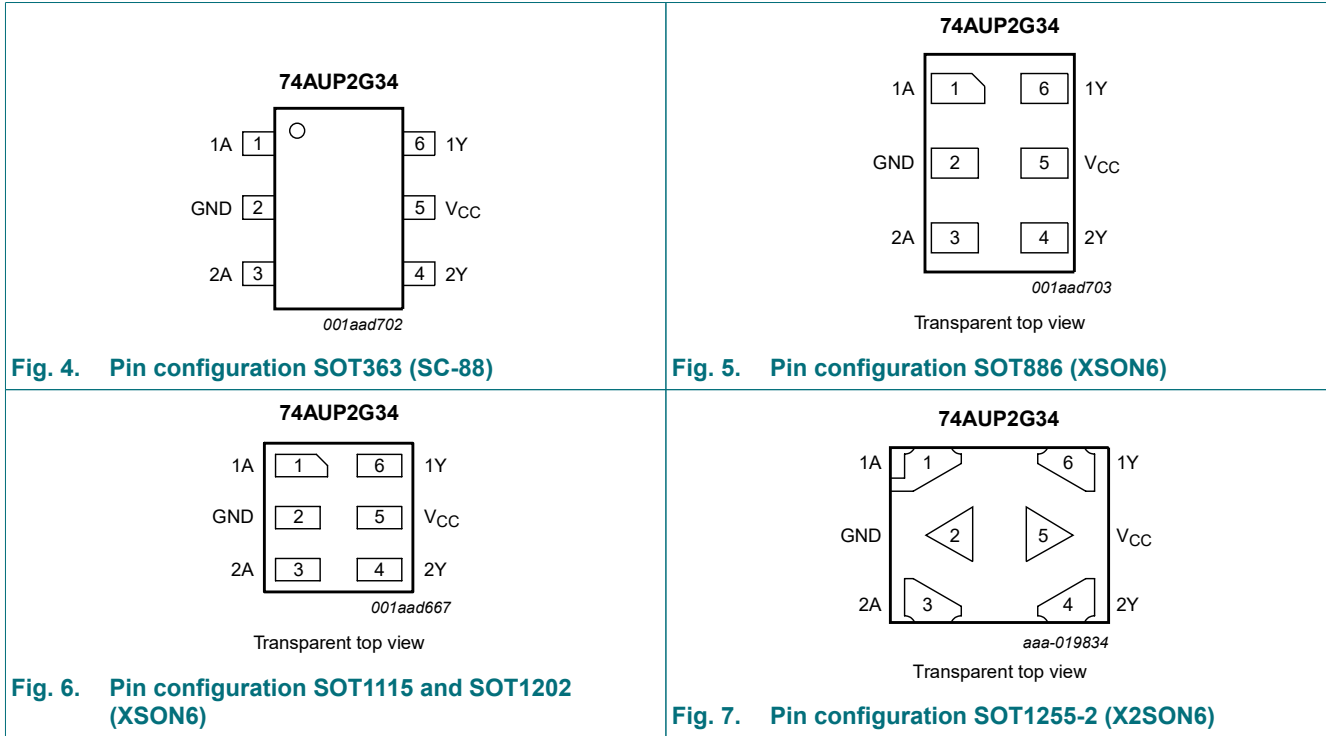 74AUP2G34
1A 1 6 1Y
GND 2 5 VCC
2A 3 4 2Y
001aad702
Fig. 4. Pin configuration SOT363 (SC-88)
74AUP2G34
1A 1 6 1Y
GND 2 5 VCC
2A 3 4 2Y
001aad703
Transparent top view
Fig. 5. Pin configuration SOT886 (XSON6)
74AUP2G34
1A 1 6 1Y
GND 2 5 VCC
2A 3 4 2Y
001aad667
Transparent top view
Fig. 6. Pin configuration SOT1115 and SOT1202
(XSON6)
74AUP2G34
1A 1 6 1Y
GND 2 5 VCC
2A 3 4 2Y
aaa-019834
Transparent top view
Fig. 7. Pin configuration SOT1255-2 (X2SON6)